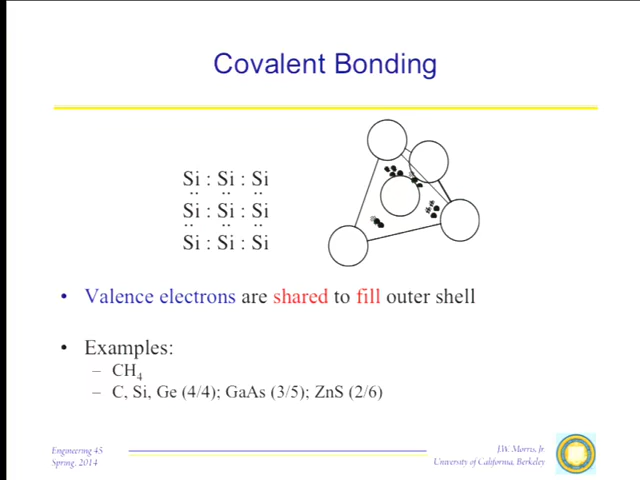 Covalent Bonding
Si : Si : Si
.. .. ..
Si : Si : Si
.. .. ..
Si : Si : Si
• Valence electrons are shared to fill outer shell
• Examples:
– CH4
– C, Si, Ge (4/4); GaAs (3/5); ZnS (2/6)
Engineering 45
Spring, 2014
J.W. Morris, Jr
University of California, Berkeley